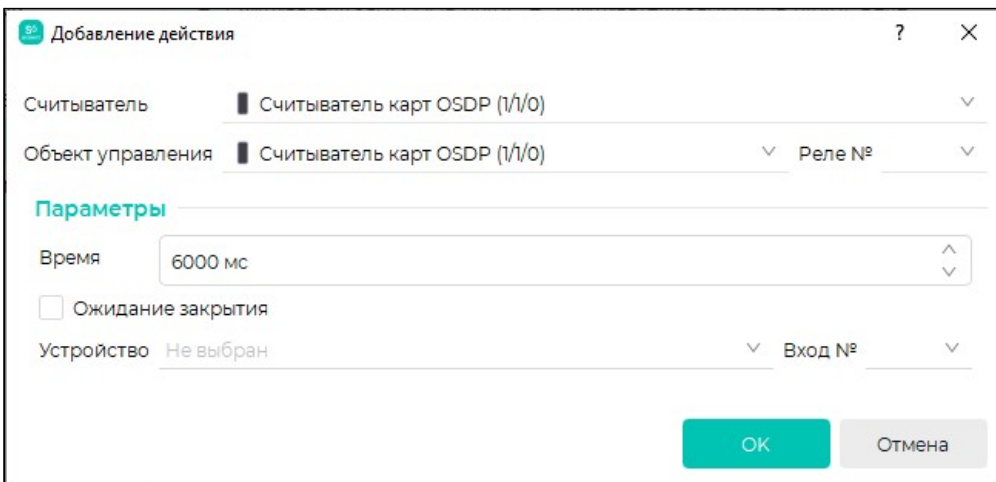 Добавление действия ?
Считыватель Считыватель карт OSDP (1/1/0)
Объект управления Считыватель карт OSDP (1/1/0) Реле №
Параметры
Время 6000 мс
Ожидание закрытия
Устройство Не выбран Вход №
OK Отмена